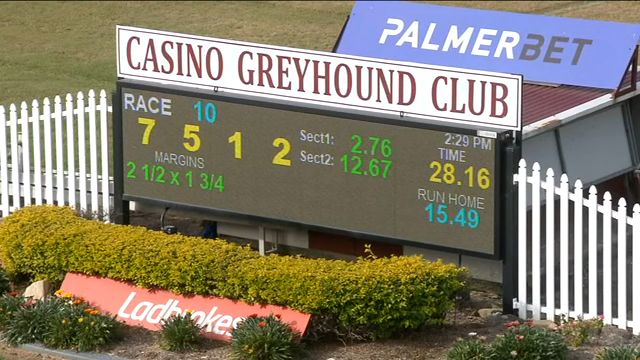 PALMERBET
CASINO GREYHOUND CLUB
RACE 10
2:29 PM
7 5 1 2
Sect1: 2.76
Sect2: 12.67
TIME
28.16
MARGINS
2 1/2 x 1 3/4
RUN HOME
15.49
Ladbrokes